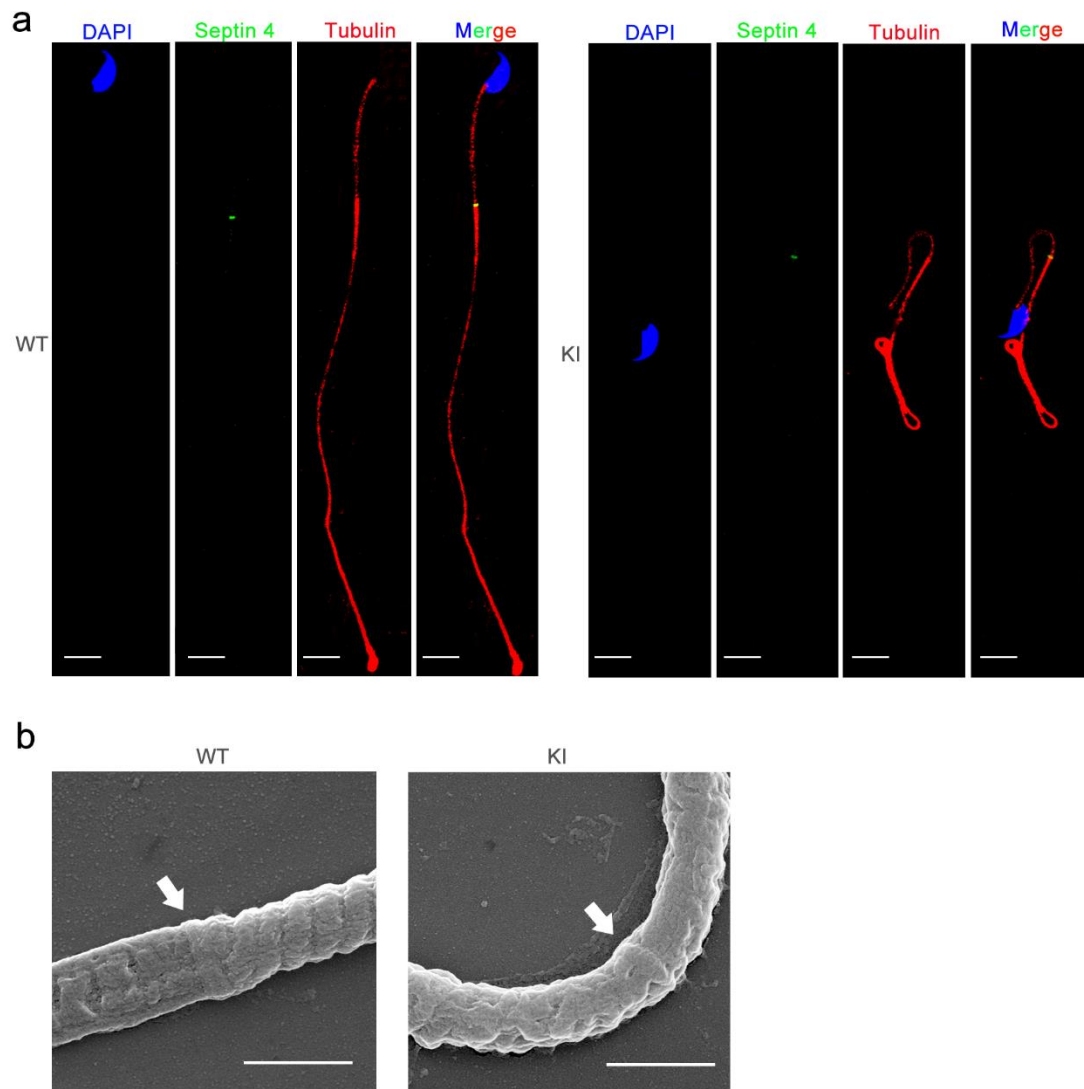 a
DAPI Septin 4 Tubulin Merge DAPI Septin 4 Tubulin Merge
WT KI
b
WT KI